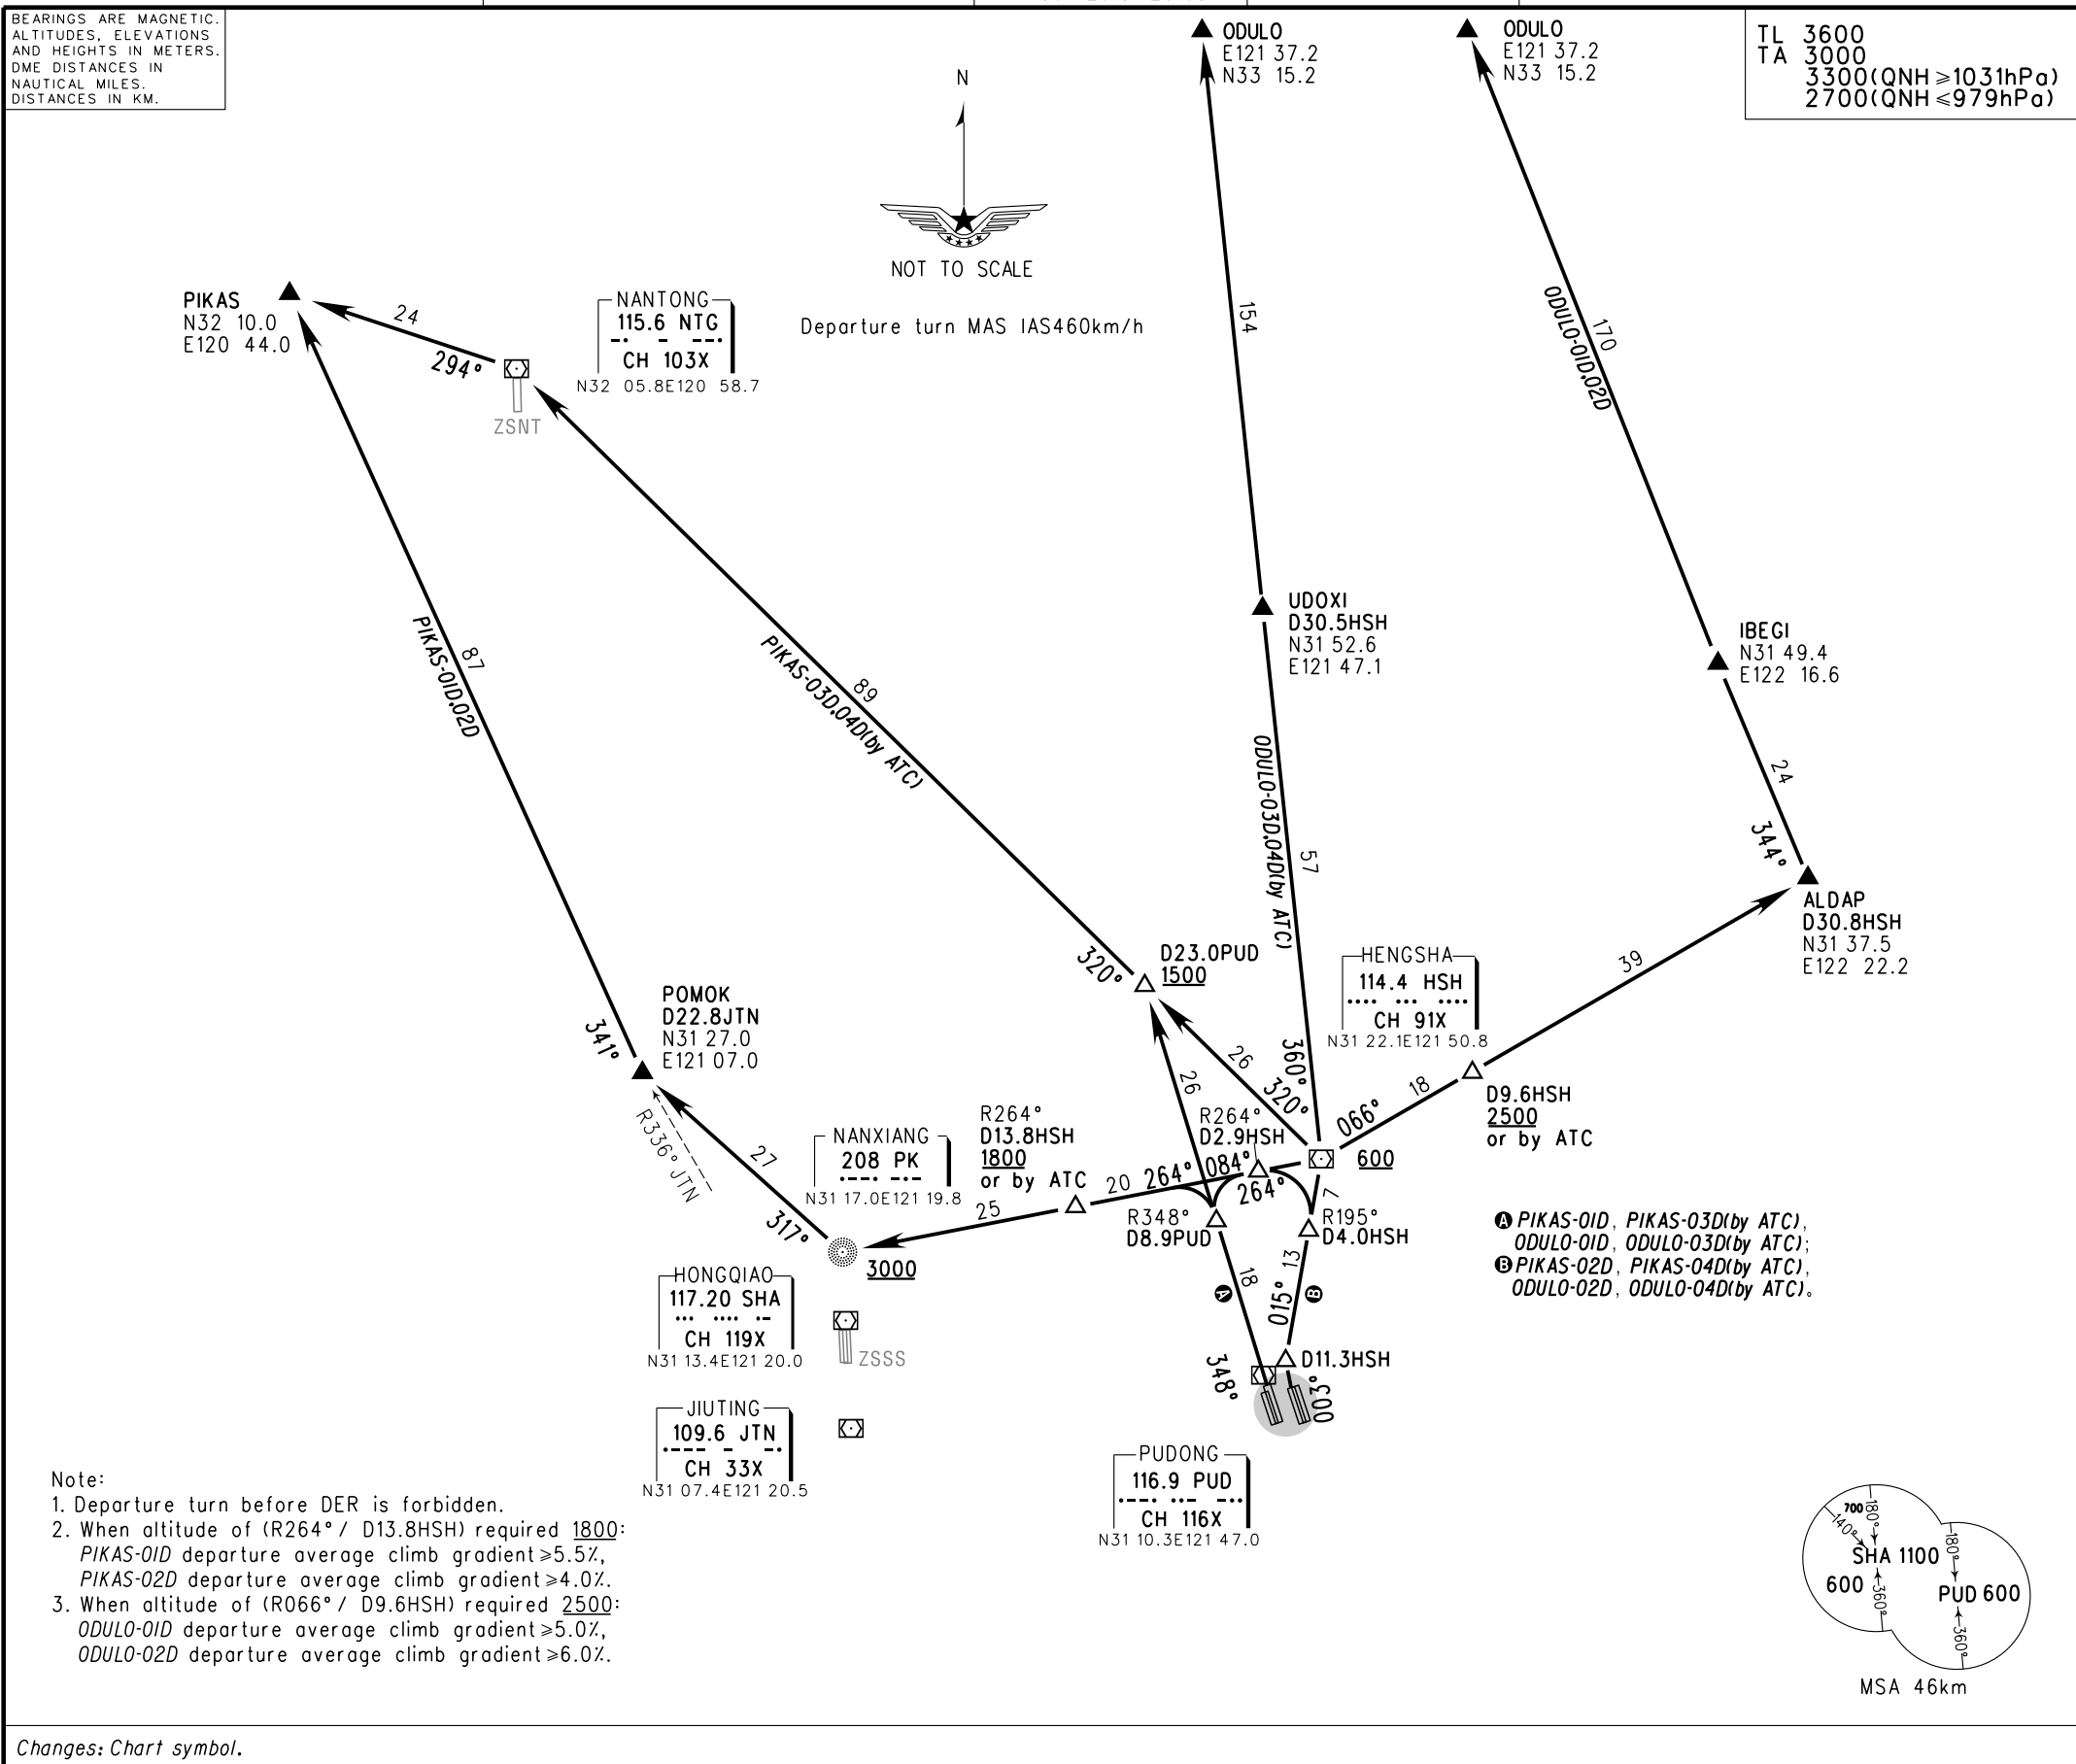 BEARINGS ARE MAGNETIC.
ALTITUDES, ELEVATIONS
AND HEIGHTS IN METERS.
DME DISTANCES IN
NAUTICAL MILES.
DISTANCES IN KM.
ODULO
E121 37.2
N33 15.2
ODULO
E121 37.2
N33 15.2
TL 3600
TA 3000
3300(QNH ≥1031hPa)
2700(QNH ≤979hPa)
N
NOT TO SCALE
Departure turn MAS IAS460km/h
PIKAS
N32 10.0
E120 44.0
24
294°
NANTONG
115.6 NTG
CH 103X
N32 05.8E120 58.7
ZSNT
154
170
ODULO-01D,02D
UDOXI
D30.5HSH
N31 52.6
E121 47.1
IBEGI
N31 49.4
E122 16.6
87
PIKAS-01D,02D
89
PIKAS-03D,04D(by ATC)
57
ODULO-03D,04D(by ATC)
24
344°
ALDAP
D30.8HSH
N31 37.5
E122 22.2
39
D23.0PUD
1500
320°
HENGSHA
114.4 HSH
CH 91X
N31 22.1E121 50.8
POMOK
D22.8JTN
N31 27.0
E121 07.0
341°
R336° JTN
27
317°
26
26
320°
360°
066°
18
D9.6HSH
2500
or by ATC
600
R264°
D2.9HSH
R264°
D13.8HSH
1800
or by ATC
NANXIANG
208 PK
N31 17.0E121 19.8
25
20
264°
084°
264°
7
R348°
D8.9PUD
R195°
D4.0HSH
3000
18
13
015°
A
B
A PIKAS-01D, PIKAS-03D(by ATC),
ODULO-01D, ODULO-03D(by ATC);
B PIKAS-02D, PIKAS-04D(by ATC),
ODULO-02D, ODULO-04D(by ATC)。
HONGQIAO
117.20 SHA
CH 119X
N31 13.4E121 20.0
ZSSS
348°
D11.3HSH
003°
JIUTING
109.6 JTN
CH 33X
N31 07.4E121 20.5
PUDONG
116.9 PUD
CH 116X
N31 10.3E121 47.0
Note:
1. Departure turn before DER is forbidden.
2. When altitude of (R264° / D13.8HSH) required 1800:
PIKAS-01D departure average climb gradient≥5.5%,
PIKAS-02D departure average climb gradient≥4.0%.
3. When altitude of (R066° / D9.6HSH) required 2500:
ODULO-01D departure average climb gradient≥5.0%,
ODULO-02D departure average climb gradient≥6.0%.
700
180°
140°
SHA 1100
600
360°
180°
PUD 600
360°
MSA 46km
Changes: Chart symbol.